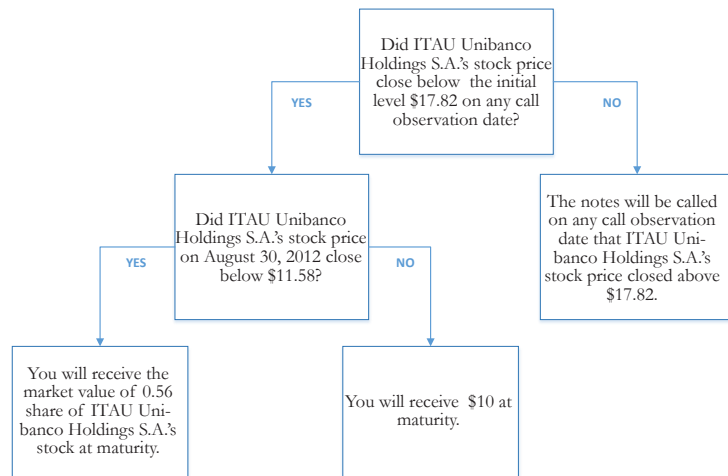 Did ITAU Unibanco
Holdings S.A.'s stock price
close below the initial
level $17.82 on any call
observation date?
YES
NO
Did ITAU Unibanco
Holdings S.A.'s stock price
on August 30, 2012 close
below $11.58?
The notes will be called
on any call observation
date that ITAU Uni-
banco Holdings S.A.'s
stock price closed above
$17.82.
YES
NO
You will receive the
market value of 0.56
share of ITAU Uni-
banco Holdings S.A.'s
stock at maturity.
You will receive $10 at
maturity.